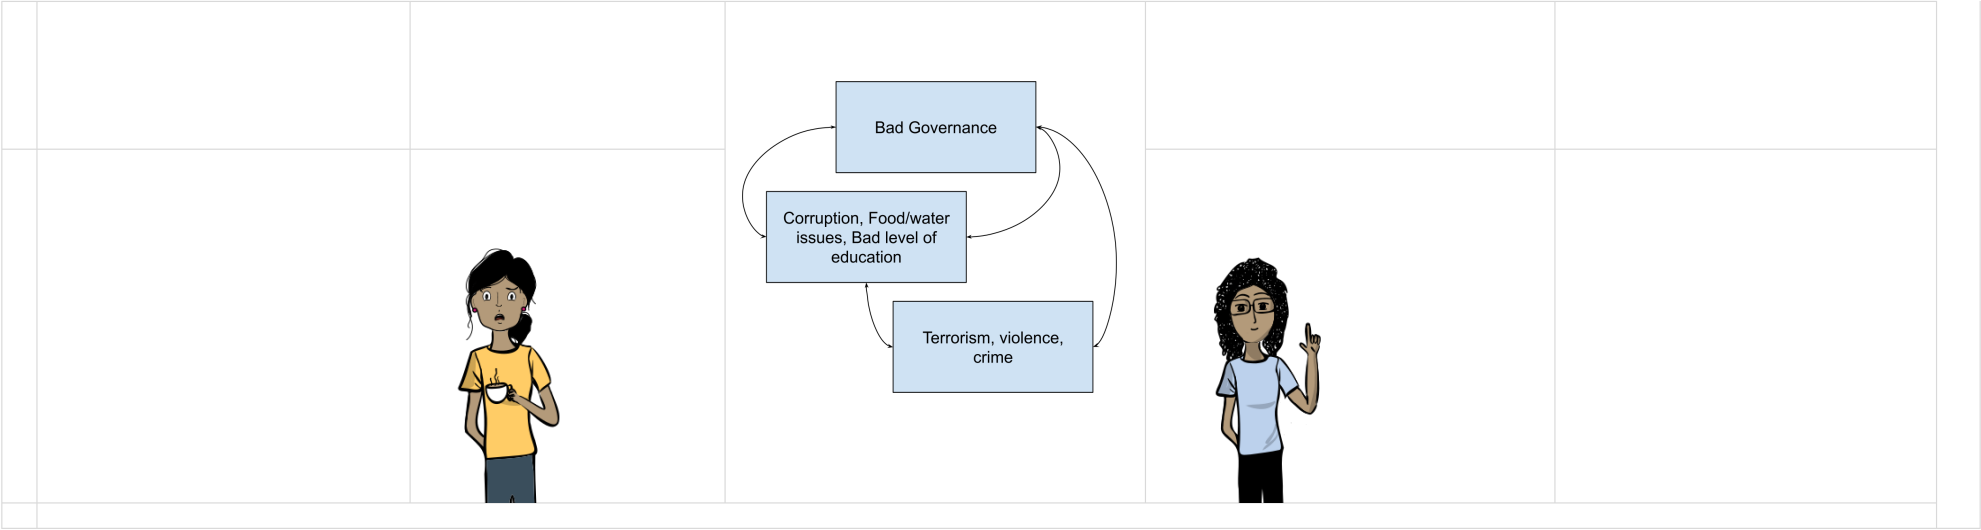 Bad Governance
Corruption, Food/water
issues, Bad level of
education
Terrorism, violence,
crime